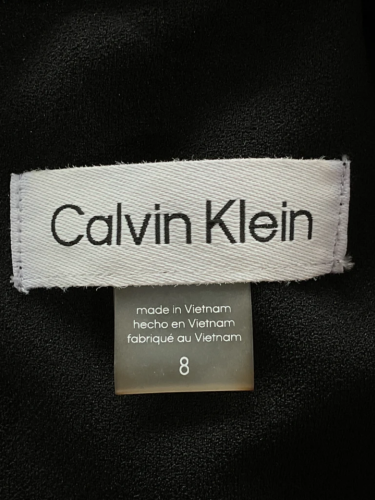 Calvin Klein
made in Vietnam
hecho en Vietnam
fabriqué au Vietnam
8